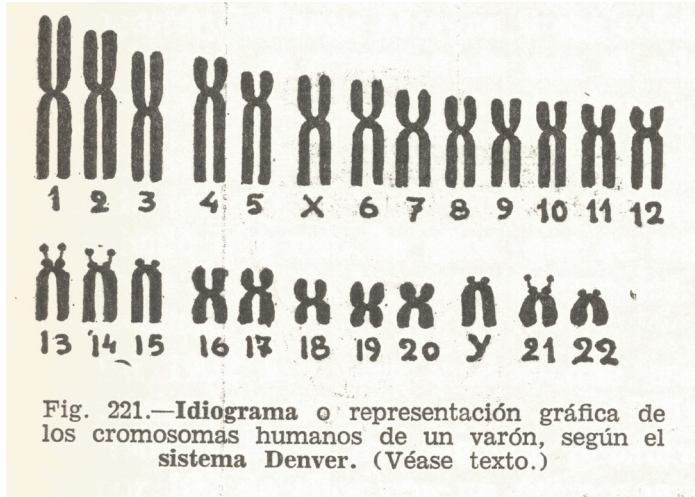 1 2 3 4 5 X 6 7 8 9 10 11 12
13 14 15 16 17 18 19 20 Y 21 22
Fig. 221.—Idiograma o representación gráfica de
los cromosomas humanos de un varón, según el
sistema Denver. (Véase texto.)